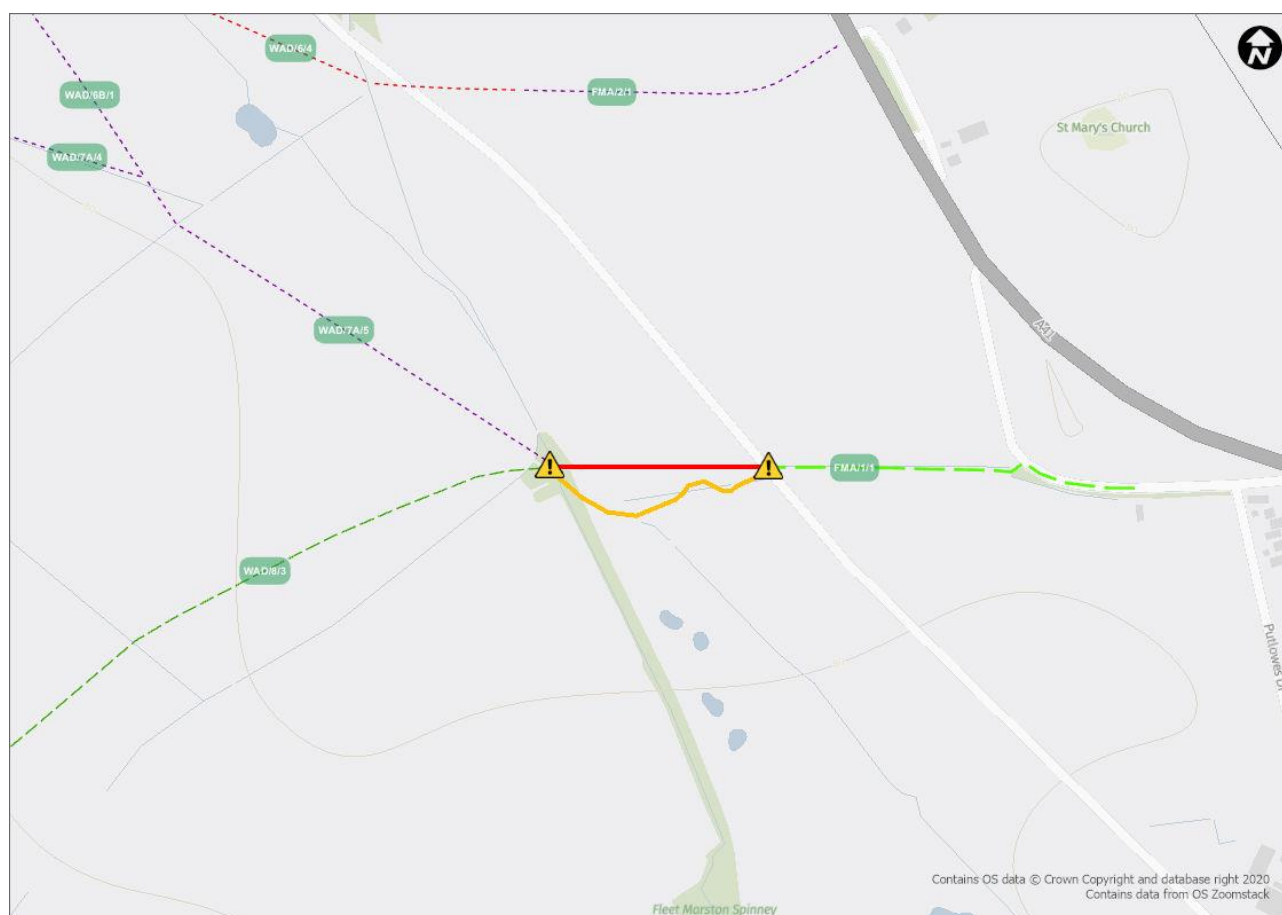 WAD/6/4
N
WAD/6B/1
FMA/2/1
St Mary's Church
WAD/7A/4
WAD/7A/5
A41
FMA/1/1
WAD/8/3
Putlowes Dr
Contains OS data © Crown Copyright and database right 2020
Contains data from OS Zoomstack
Fleet Marston Spinney